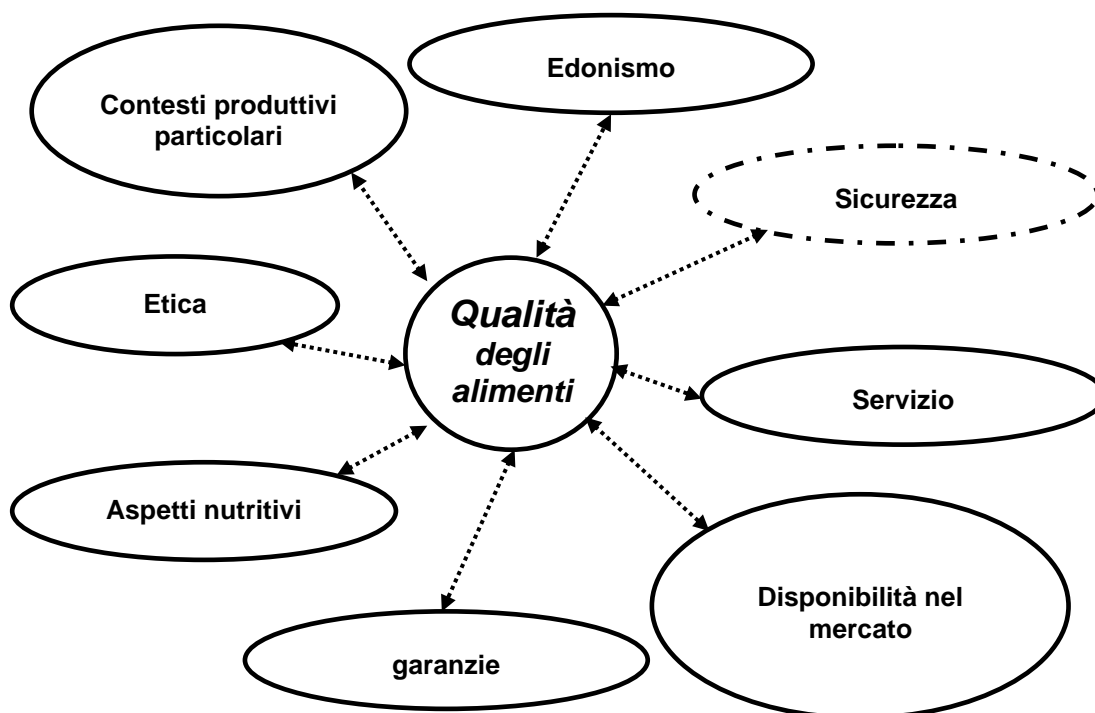 Edonismo
Contesti produttivi
particolari
Sicurezza
Etica
Qualità
degli
alimenti
Servizio
Aspetti nutritivi
Disponibilità nel
mercato
garanzie